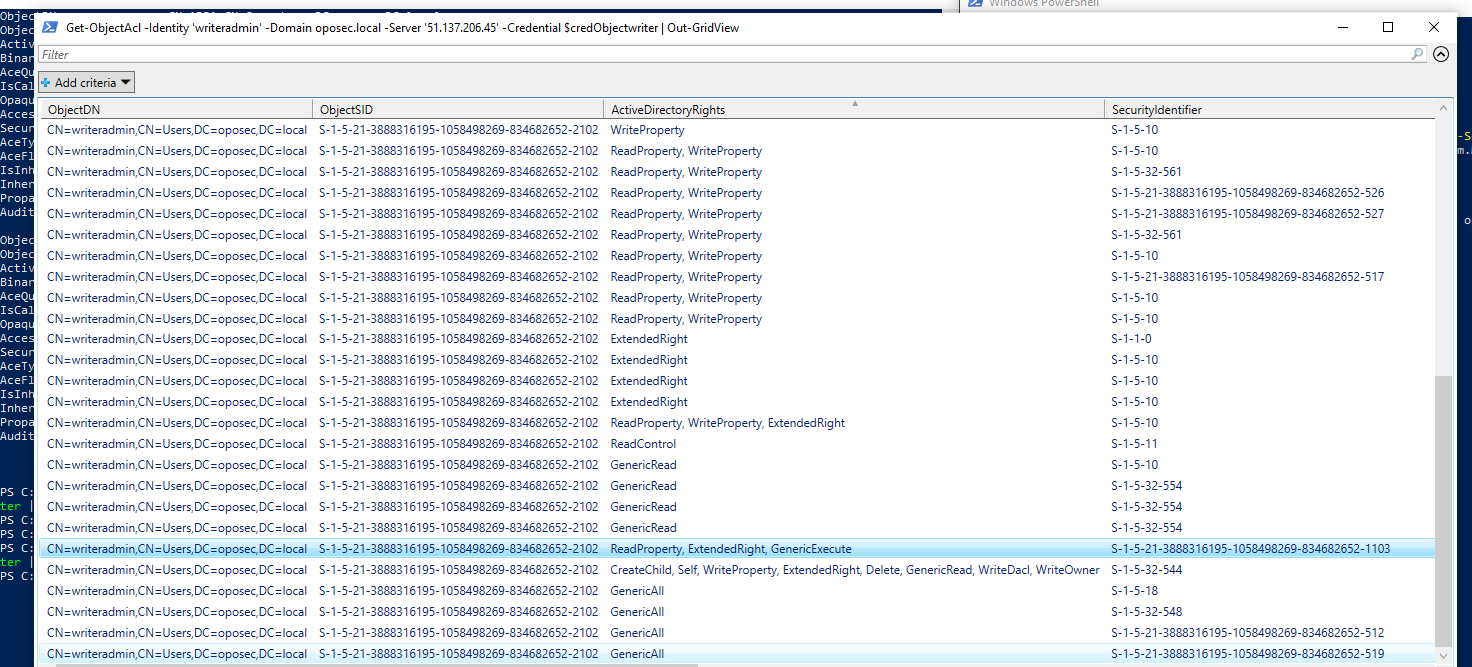 Windows PowerShell
Get-ObjectAcl -Identity 'writeradmin' -Domain oposec.local -Server '51.137.206.45' -Credential $credObjectwriter | Out-GridView
Filter
Add criteria
ObjectDN ObjectSID ActiveDirectoryRights SecurityIdentifier
CN=writeradmin,CN=Users,DC=oposec,DC=local S-1-5-21-3888316195-1058498269-834682652-2102 WriteProperty S-1-5-10
CN=writeradmin,CN=Users,DC=oposec,DC=local S-1-5-21-3888316195-1058498269-834682652-2102 ReadProperty, WriteProperty S-1-5-10
CN=writeradmin,CN=Users,DC=oposec,DC=local S-1-5-21-3888316195-1058498269-834682652-2102 ReadProperty, WriteProperty S-1-5-32-561
CN=writeradmin,CN=Users,DC=oposec,DC=local S-1-5-21-3888316195-1058498269-834682652-2102 ReadProperty, WriteProperty S-1-5-21-3888316195-1058498269-834682652-526
CN=writeradmin,CN=Users,DC=oposec,DC=local S-1-5-21-3888316195-1058498269-834682652-2102 ReadProperty, WriteProperty S-1-5-21-3888316195-1058498269-834682652-527
CN=writeradmin,CN=Users,DC=oposec,DC=local S-1-5-21-3888316195-1058498269-834682652-2102 ReadProperty, WriteProperty S-1-5-32-561
CN=writeradmin,CN=Users,DC=oposec,DC=local S-1-5-21-3888316195-1058498269-834682652-2102 ReadProperty, WriteProperty S-1-5-10
CN=writeradmin,CN=Users,DC=oposec,DC=local S-1-5-21-3888316195-1058498269-834682652-2102 ReadProperty, WriteProperty S-1-5-21-3888316195-1058498269-834682652-517
CN=writeradmin,CN=Users,DC=oposec,DC=local S-1-5-21-3888316195-1058498269-834682652-2102 ReadProperty, WriteProperty S-1-5-10
CN=writeradmin,CN=Users,DC=oposec,DC=local S-1-5-21-3888316195-1058498269-834682652-2102 ReadProperty, WriteProperty S-1-5-10
CN=writeradmin,CN=Users,DC=oposec,DC=local S-1-5-21-3888316195-1058498269-834682652-2102 ExtendedRight S-1-1-0
CN=writeradmin,CN=Users,DC=oposec,DC=local S-1-5-21-3888316195-1058498269-834682652-2102 ExtendedRight S-1-5-10
CN=writeradmin,CN=Users,DC=oposec,DC=local S-1-5-21-3888316195-1058498269-834682652-2102 ExtendedRight S-1-5-10
CN=writeradmin,CN=Users,DC=oposec,DC=local S-1-5-21-3888316195-1058498269-834682652-2102 ExtendedRight S-1-5-10
CN=writeradmin,CN=Users,DC=oposec,DC=local S-1-5-21-3888316195-1058498269-834682652-2102 ReadProperty, WriteProperty, ExtendedRight S-1-5-10
CN=writeradmin,CN=Users,DC=oposec,DC=local S-1-5-21-3888316195-1058498269-834682652-2102 ReadControl S-1-5-11
CN=writeradmin,CN=Users,DC=oposec,DC=local S-1-5-21-3888316195-1058498269-834682652-2102 GenericRead S-1-5-10
CN=writeradmin,CN=Users,DC=oposec,DC=local S-1-5-21-3888316195-1058498269-834682652-2102 GenericRead S-1-5-32-554
CN=writeradmin,CN=Users,DC=oposec,DC=local S-1-5-21-3888316195-1058498269-834682652-2102 GenericRead S-1-5-32-554
CN=writeradmin,CN=Users,DC=oposec,DC=local S-1-5-21-3888316195-1058498269-834682652-2102 GenericRead S-1-5-32-554
CN=writeradmin,CN=Users,DC=oposec,DC=local S-1-5-21-3888316195-1058498269-834682652-2102 ReadProperty, ExtendedRight, GenericExecute S-1-5-21-3888316195-1058498269-834682652-1103
CN=writeradmin,CN=Users,DC=oposec,DC=local S-1-5-21-3888316195-1058498269-834682652-2102 CreateChild, Self, WriteProperty, ExtendedRight, Delete, GenericRead, WriteDacl, WriteOwner S-1-5-32-544
CN=writeradmin,CN=Users,DC=oposec,DC=local S-1-5-21-3888316195-1058498269-834682652-2102 GenericAll S-1-5-18
CN=writeradmin,CN=Users,DC=oposec,DC=local S-1-5-21-3888316195-1058498269-834682652-2102 GenericAll S-1-5-32-548
CN=writeradmin,CN=Users,DC=oposec,DC=local S-1-5-21-3888316195-1058498269-834682652-2102 GenericAll S-1-5-21-3888316195-1058498269-834682652-512
CN=writeradmin,CN=Users,DC=oposec,DC=local S-1-5-21-3888316195-1058498269-834682652-2102 GenericAll S-1-5-21-3888316195-1058498269-834682652-519